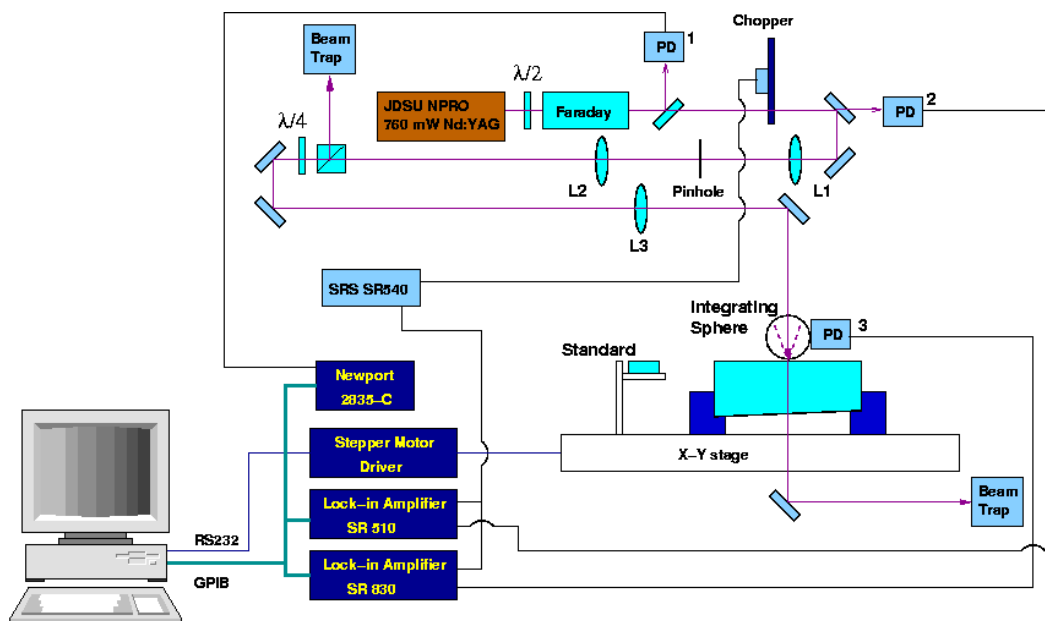 Chopper
Beam
Trap
PD
1
λ/2
JDSU NPRO
760 mW Nd:YAG
Faraday
PD
2
λ/4
L2
Pinhole
L1
L3
SRS SR540
Integrating
Sphere
PD
3
Standard
Newport
2835-C
Stepper Motor
Driver
X-Y stage
Lock-in Amplifier
SR 510
Beam
Trap
RS232
GPIB
Lock-in Amplifier
SR 830